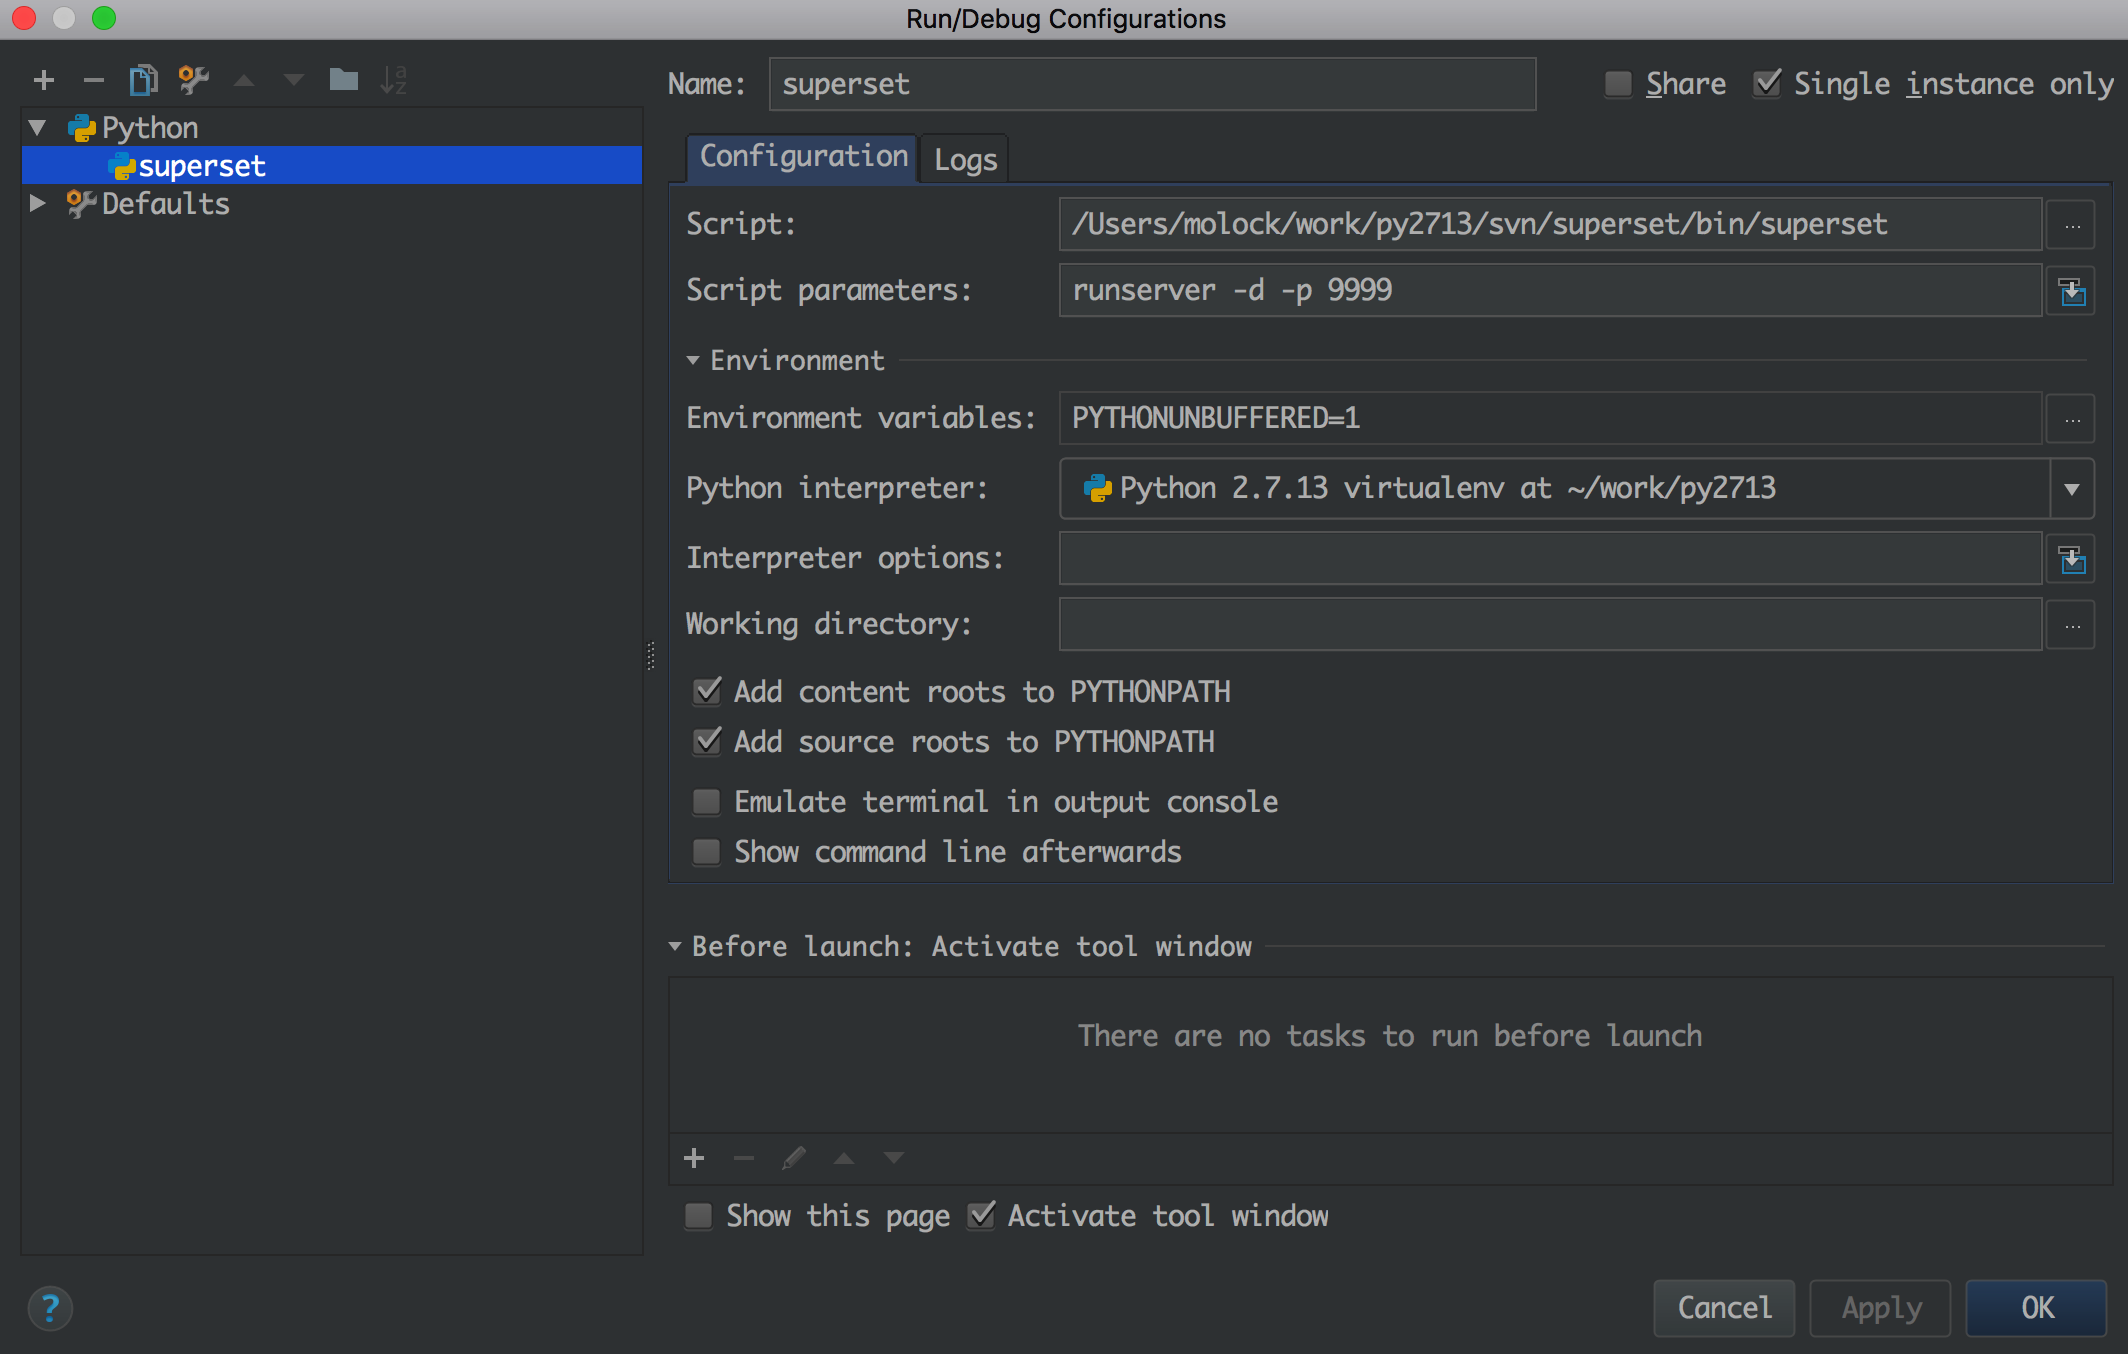 Run/Debug Configurations
Name: superset Share Single instance only
Python
superset
Defaults
Configuration Logs
Script: /Users/molock/work/py2713/svn/superset/bin/superset ...
Script parameters: runserver -d -p 9999
Environment
Environment variables: PYTHONUNBUFFERED=1 ...
Python interpreter: Python 2.7.13 virtualenv at ~/work/py2713
Interpreter options:
Working directory: ...
Add content roots to PYTHONPATH
Add source roots to PYTHONPATH
Emulate terminal in output console
Show command line afterwards
Before launch: Activate tool window
There are no tasks to run before launch
Show this page Activate tool window
? Cancel Apply OK